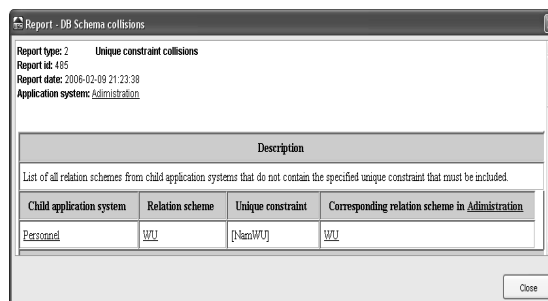 Report - DB Schema collisions
Report type: 2 Unique constraint collisions
Report id: 485
Report date: 2006-02-09 21:23:38
Application system: Adimistration
Description
List of all relation schemes from child application systems that do not contain the specified unique constraint that must be included.
Child application system Relation scheme Unique constraint Corresponding relation scheme in Adimistration
Personnel WU [NamWU] WU
Close